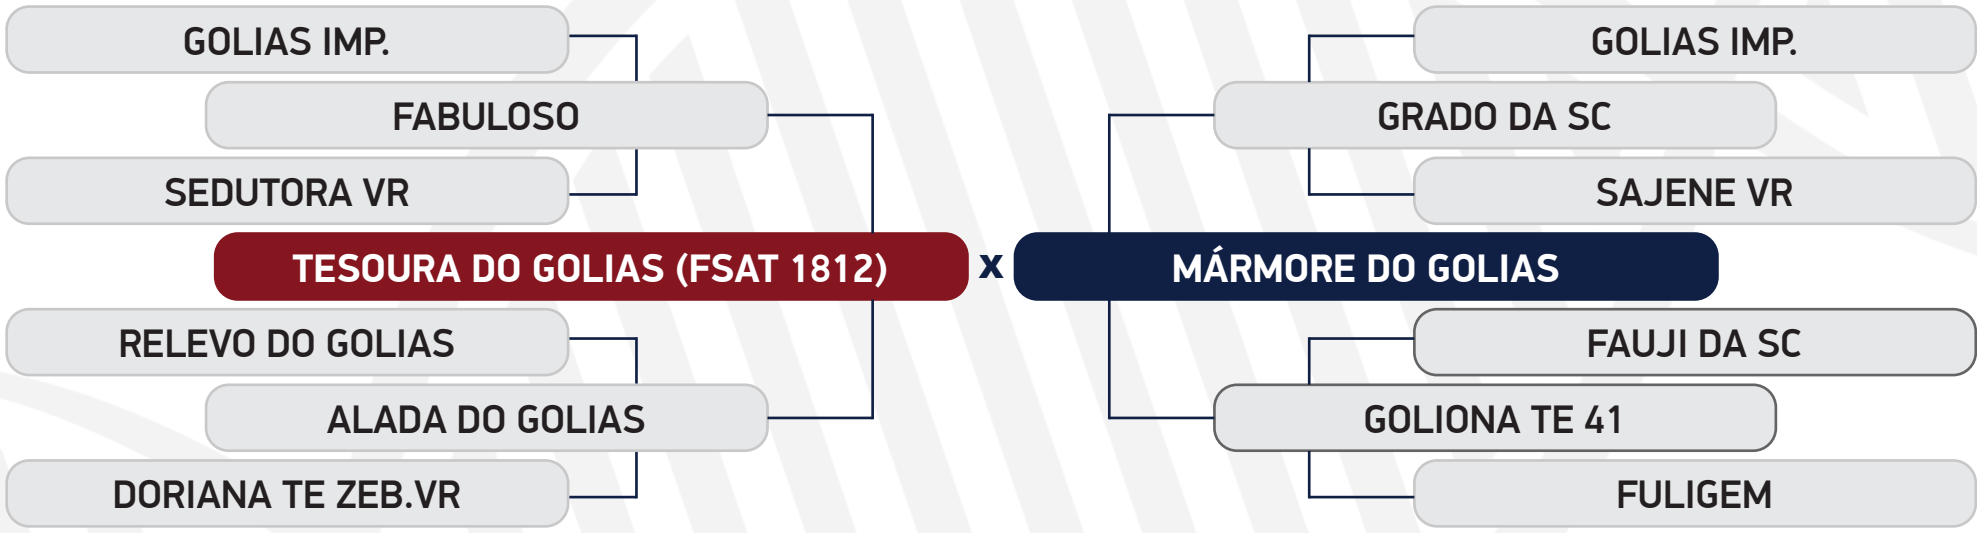 GOLIAS IMP.
GOLIAS IMP.
FABULOSO
GRADO DA SC
SEDUTORA VR
SAJENE VR
TESOURA DO GOLIAS (FSAT 1812) x MÁRMORE DO GOLIAS
RELEVO DO GOLIAS
FAUJI DA SC
ALADA DO GOLIAS
GOLIONA TE 41
DORIANA TE ZEB.VR
FULIGEM